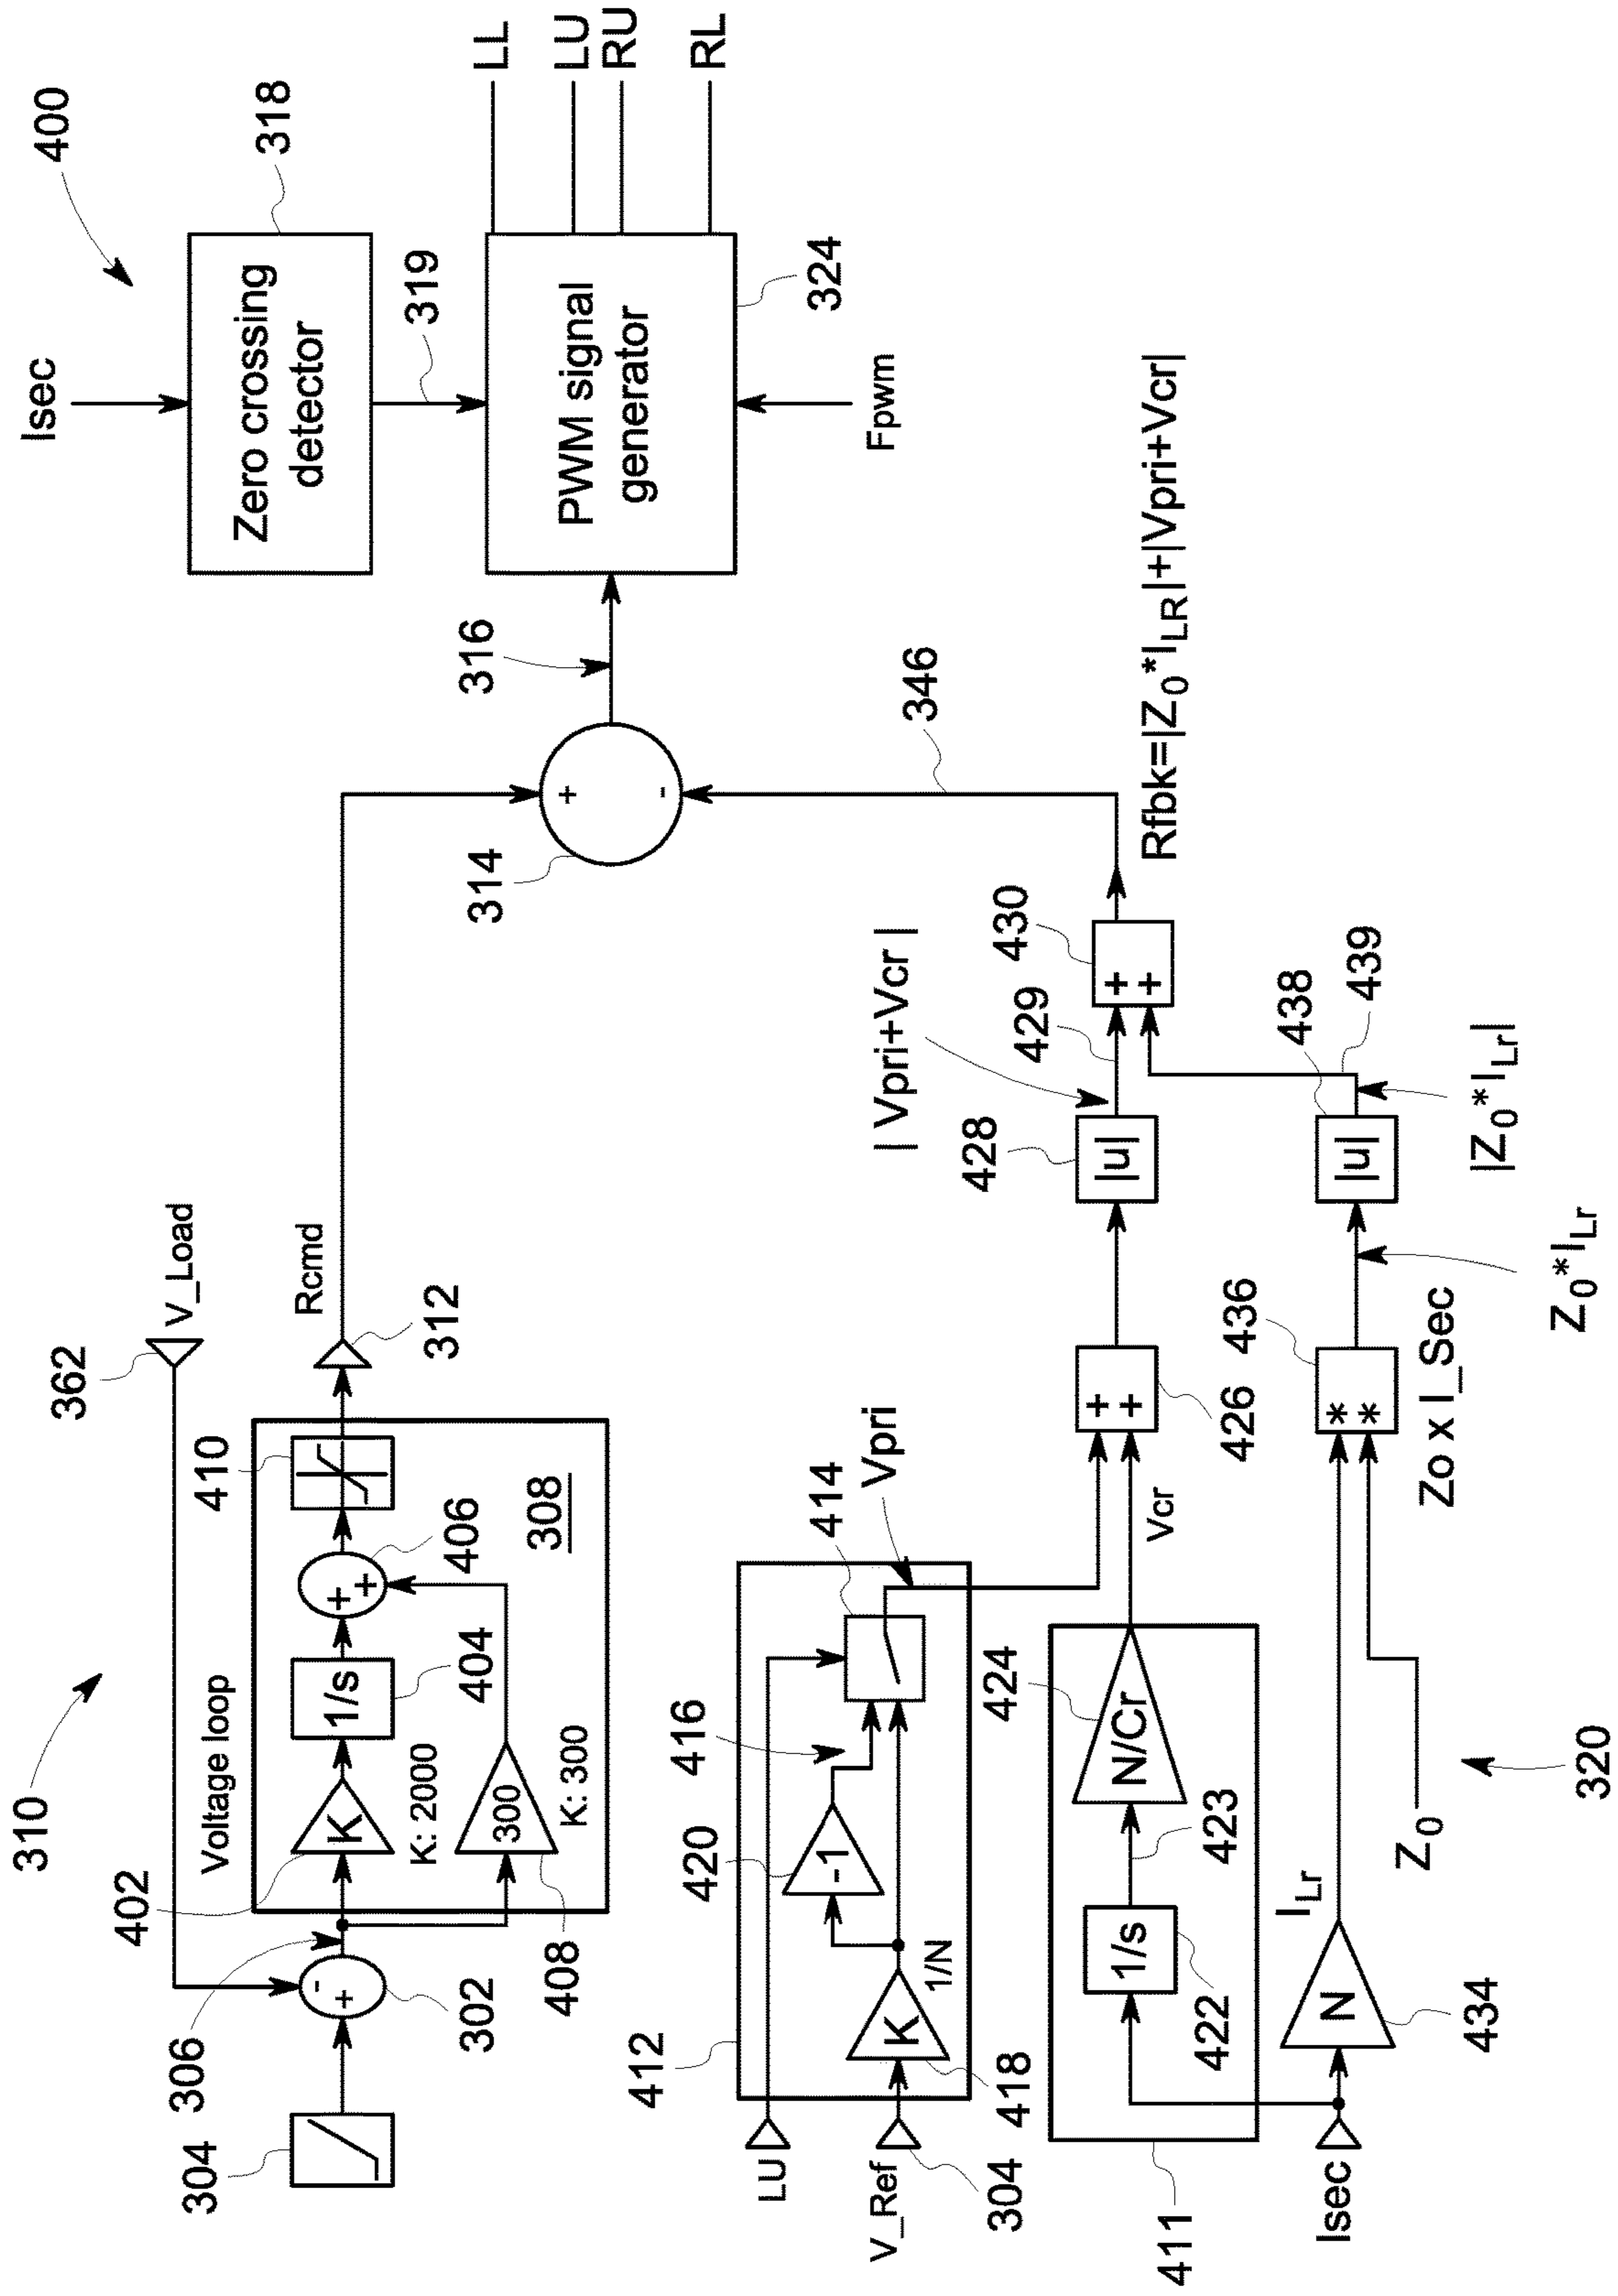 310
400
362
V_Load
Isec
Voltage loop
410
Rcmd
312
Zero crossing
detector
318
319
402
306
304
-
+
302
K
K: 2000
1/s
404
+
+
406
308
300
K: 300
408
314
+
-
316
PWM signal
generator
324
LL
LU
RU
RL
Fpwm
412
LU
V_Ref
304
K
1/N
418
-1
420
416
414
Vpri
411
Isec
1/s
422
423
N/Cr
424
Vcr
+
+
426
|u|
428
|Vpri+Vcr|
429
+
+
430
346
Rfbk=|Z0*ILR|+|Vpri+Vcr|
N
434
ILr
Z0
320
*
*
436
Zo x I_Sec
Z0*ILr
|u|
438
439
|Z0*ILr|